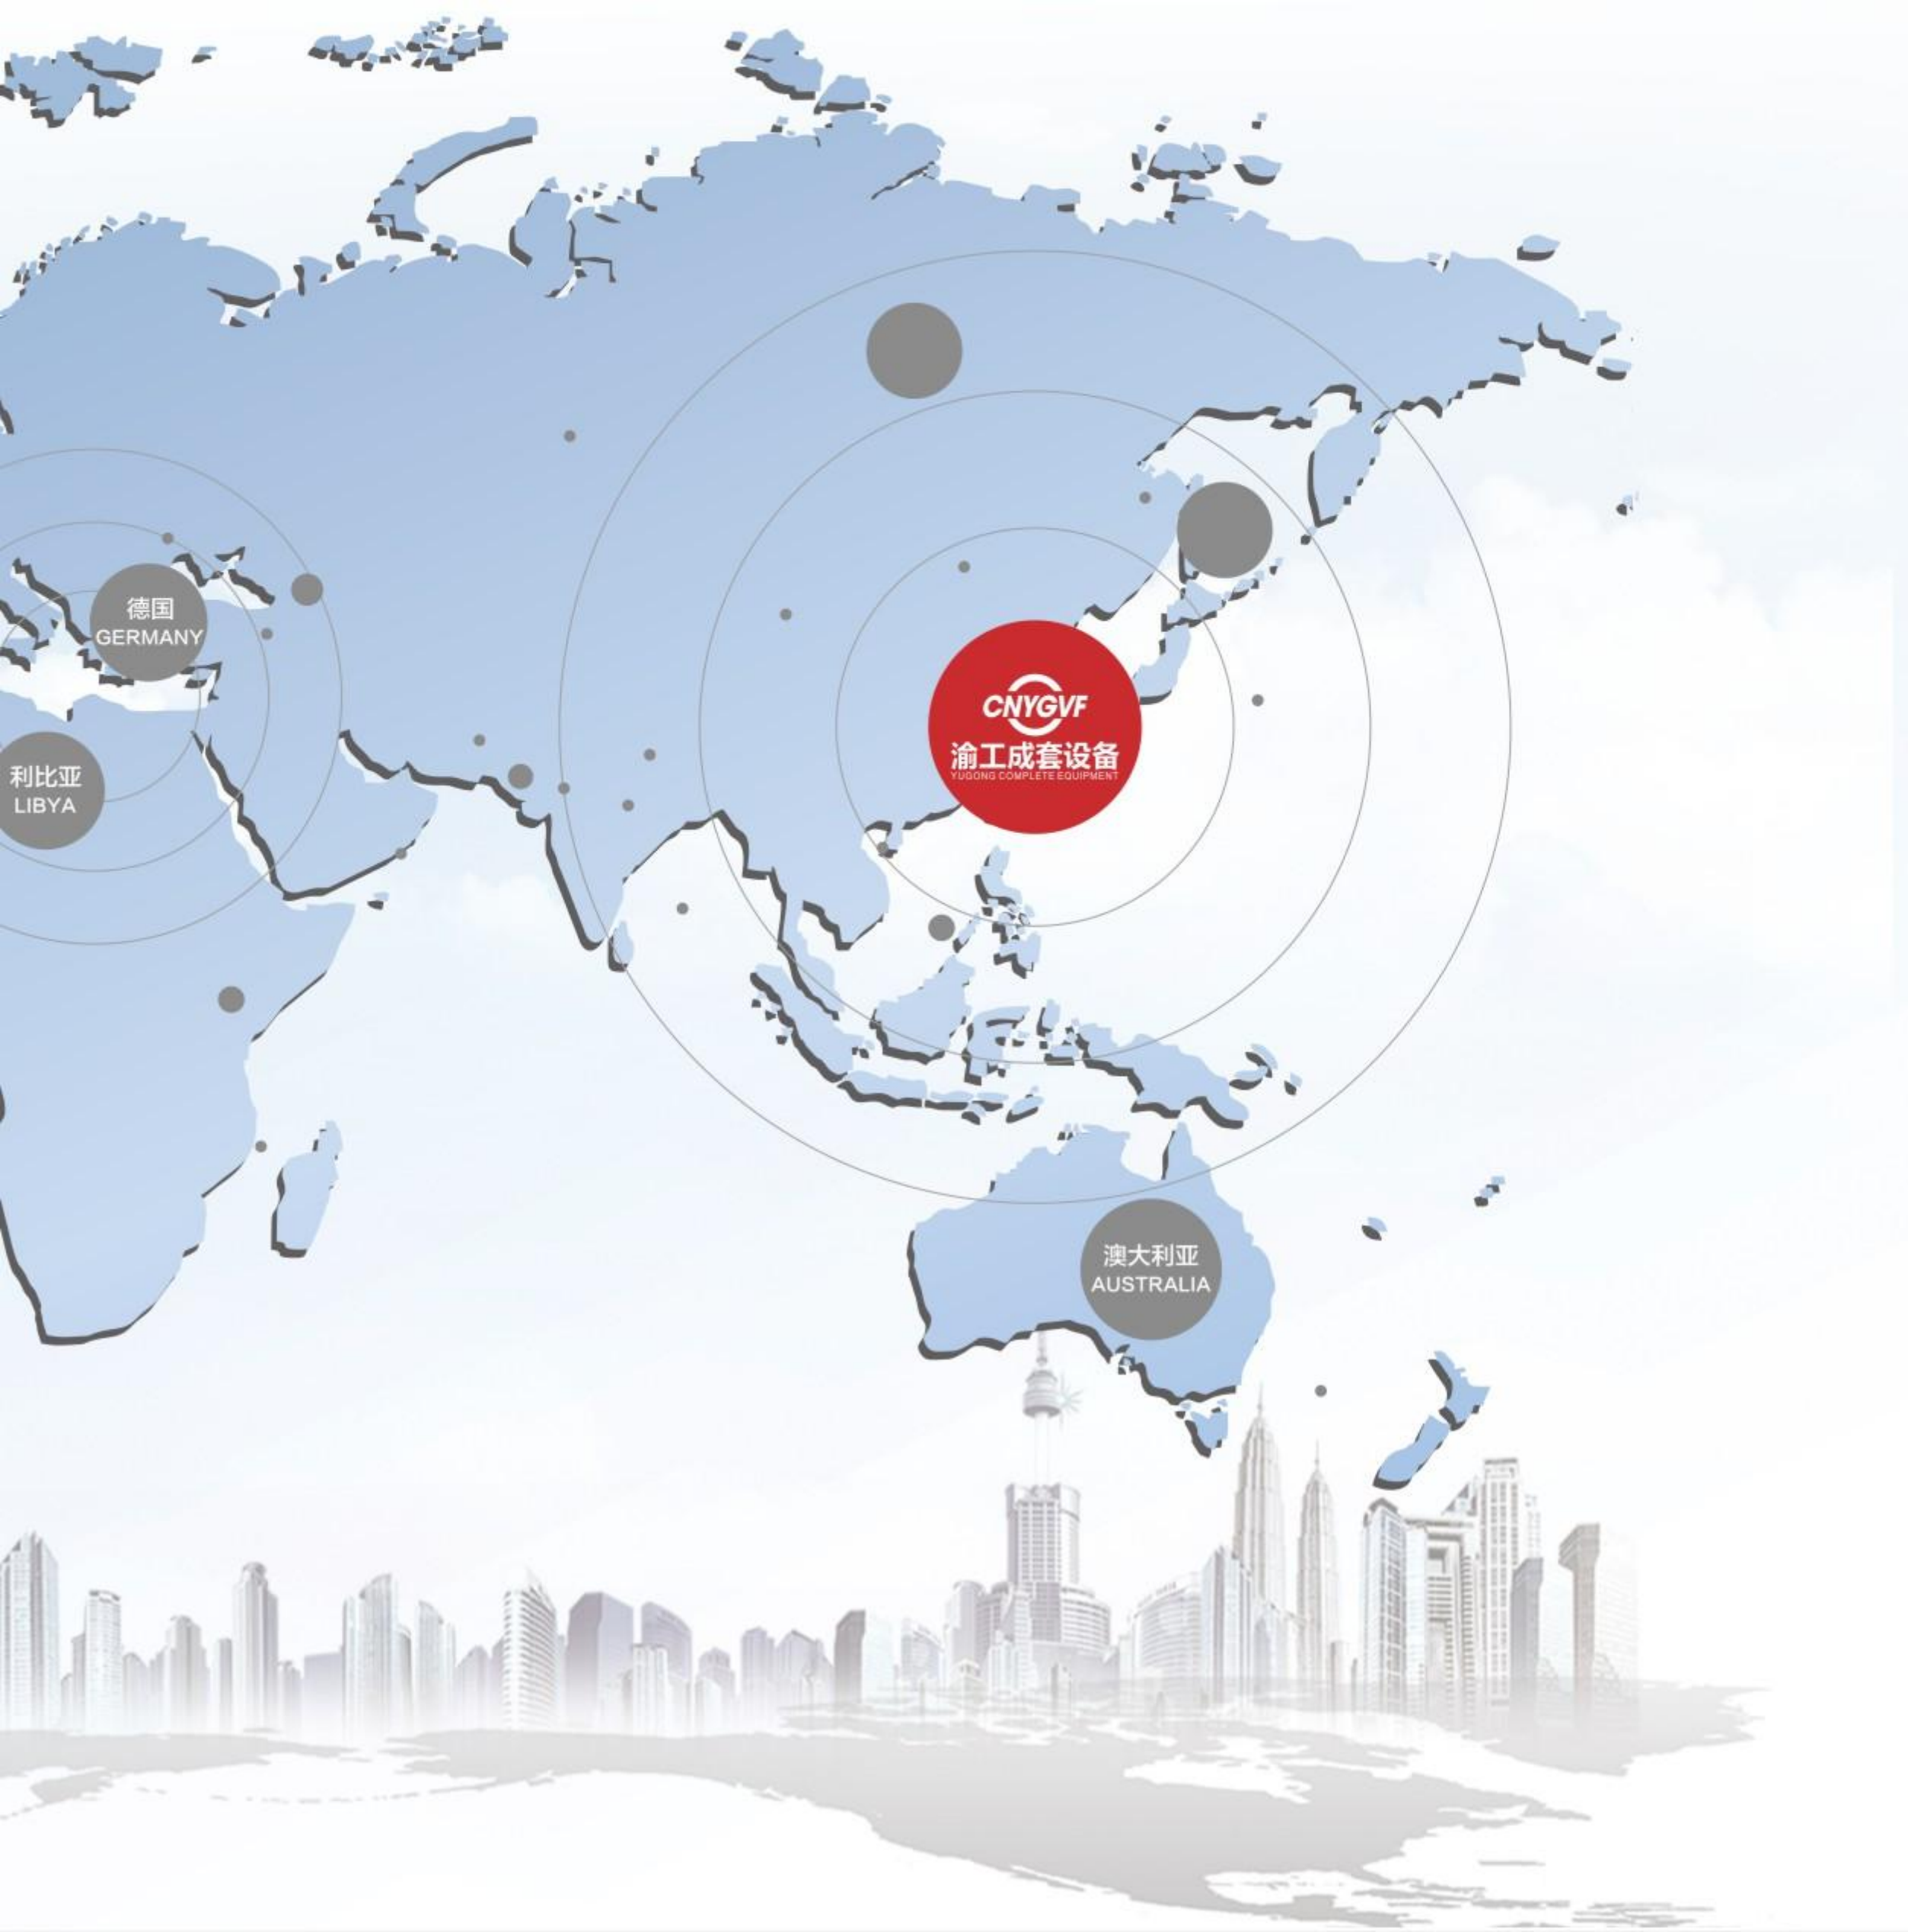 德国
GERMANY
CNYGVF
渝工成套设备
YUGONG COMPLETE EQUIPMENT
利比亚
LIBYA
澳大利亚
AUSTRALIA